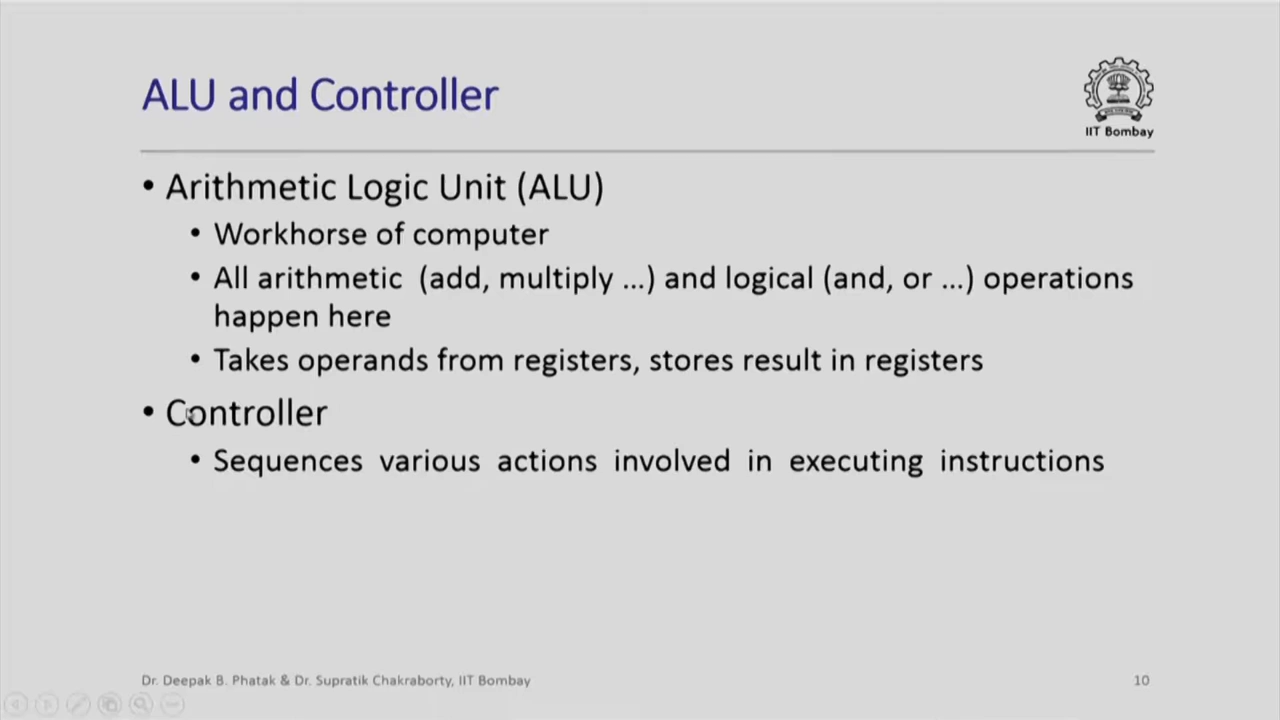 ALU and Controller
IIT Bombay
• Arithmetic Logic Unit (ALU)
• Workhorse of computer
• All arithmetic (add, multiply ...) and logical (and, or ...) operations
happen here
• Takes operands from registers, stores result in registers
• Controller
• Sequences various actions involved in executing instructions
Dr. Deepak B. Phatak & Dr. Supratik Chakraborty, IIT Bombay
10